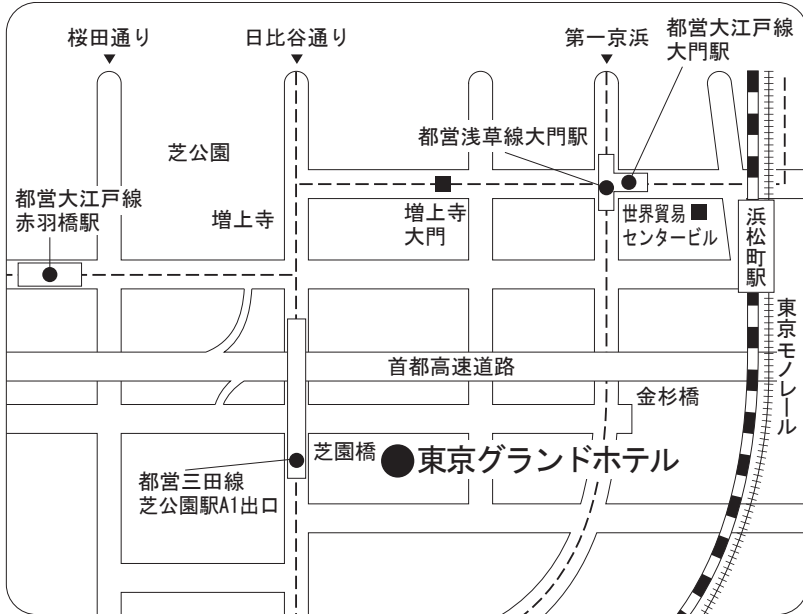 桜田通り
日比谷通り
第一京浜
都営大江戸線
大門駅
都営浅草線大門駅
芝公園
都営大江戸線
赤羽橋駅
増上寺
増上寺
大門
世界貿易
センタービル
浜松町駅
東京モノレール
首都高速道路
金杉橋
芝園橋
東京グランドホテル
都営三田線
芝公園駅A1出口